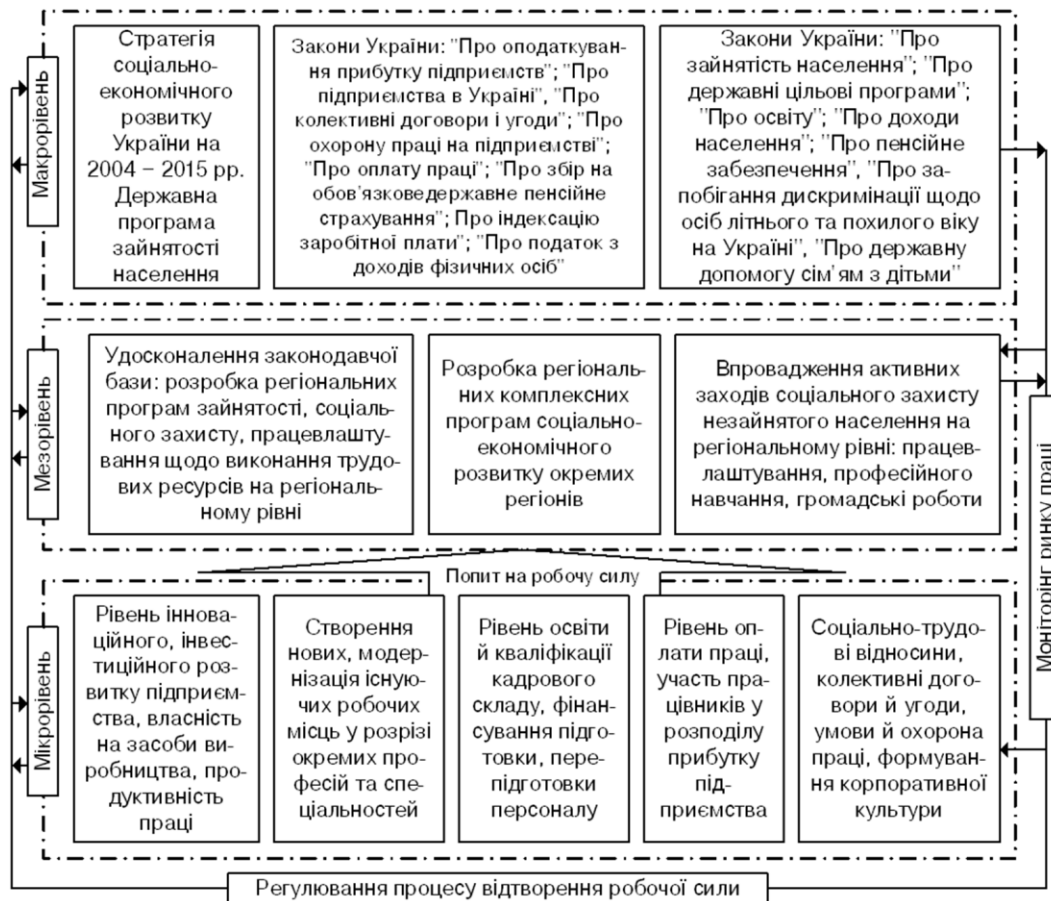 Макрорівень
Стратегія
соціально-
економічного
розвитку
України на
2004 – 2015 рр.
Державна
програма
зайнятості
населення
Закони України: "Про оподаткуван-
ня прибутку підприємств"; "Про
підприємства в Україні", "Про
колективні договори і угоди"; "Про
охорону праці на підприємстві";
"Про оплату праці"; "Про збір на
обов'язковедержавне пенсійне
страхування"; Про індексацію
заробітної плати"; "Про податок з
доходів фізичних осіб"
Закони України: "Про
зайнятість населення"; "Про
державні цільові програми";
"Про освіту"; "Про доходи
населення"; "Про пенсійне
забезпечення", "Про за-
побігання дискримінації щодо
осіб літнього та похилого віку
на Україні", "Про державну
допомогу сім'ям з дітьми"
Мезорівень
Удосконалення законодавчої
бази: розробка регіональних
програм зайнятості, соціаль-
ного захисту, працевлашту-
вання щодо виконання трудо-
вих ресурсів на регіональ-
ному рівні
Розробка регіональ-
них комплексних
програм соціально-
економічного
розвитку окремих
регіонів
Впровадження активних
заходів соціального захисту
незайнятого населення на
регіональному рівні: працев-
лаштування, професійного
навчання, громадські роботи
Моніторінг ринку праці
Попит на робочу силу
Мікрорівень
Рівень іннова-
ційного, інвес-
тиційного роз-
витку підприєм-
ства, власність
на засоби ви-
робництва, про-
дуктивність
праці
Створення
нових, модер-
нізація існую-
чих робочих
місць у розрізі
окремих про-
фесій та спе-
ціальностей
Рівень освіти
й кваліфікації
кадрового
складу, фінан-
сування підго-
товки, пере-
підготовки
персоналу
Рівень оп-
лати праці,
участь пра-
цівників у
розподілу
прибутку
під-
приємства
Соціально-трудо-
ві відносини,
колективні дого-
вори й угоди,
умови й охорона
праці, формуван-
ня корпоративної
культури
Регулювання процесу відтворення робочої сили